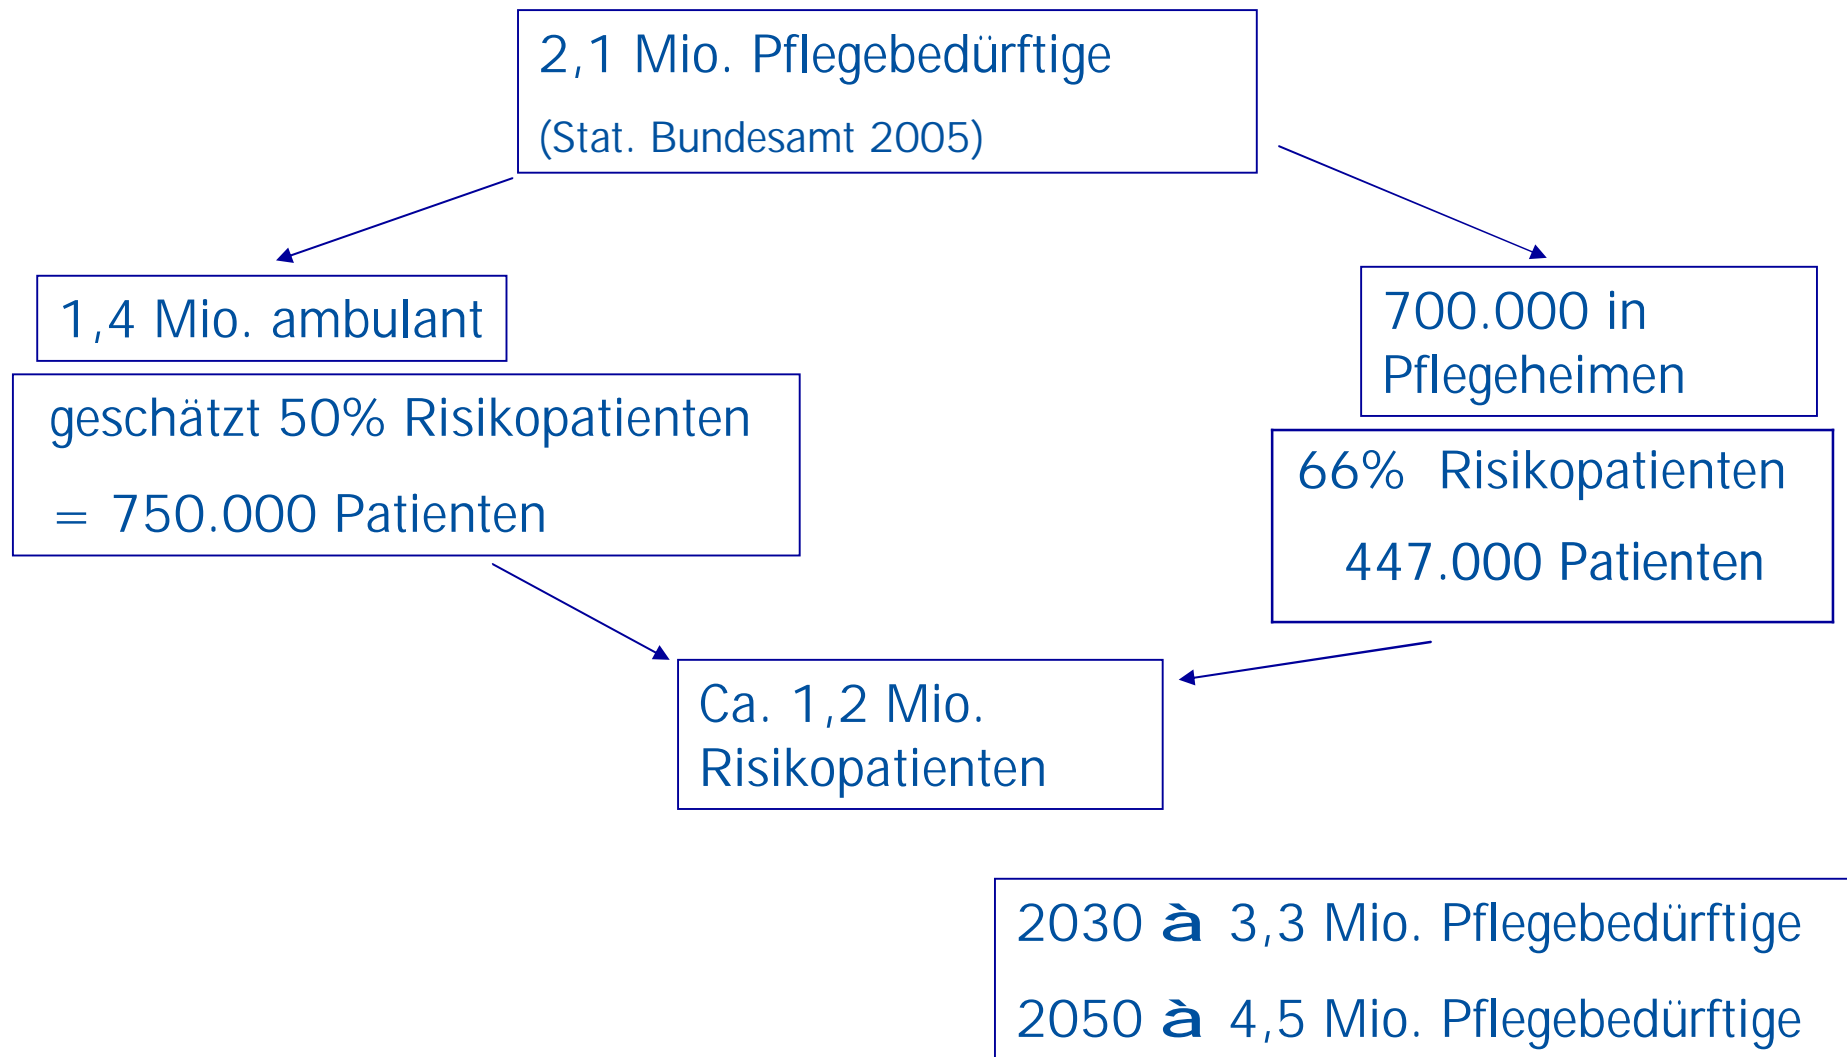 2,1 Mio. Pflegebedürftige
(Stat. Bundesamt 2005)
1,4 Mio. ambulant
geschätzt 50% Risikopatienten
= 750.000 Patienten
700.000 in
Pflegeheimen
66% Risikopatienten
447.000 Patienten
Ca. 1,2 Mio.
Risikopatienten
2030 à 3,3 Mio. Pflegebedürftige
2050 à 4,5 Mio. Pflegebedürftige